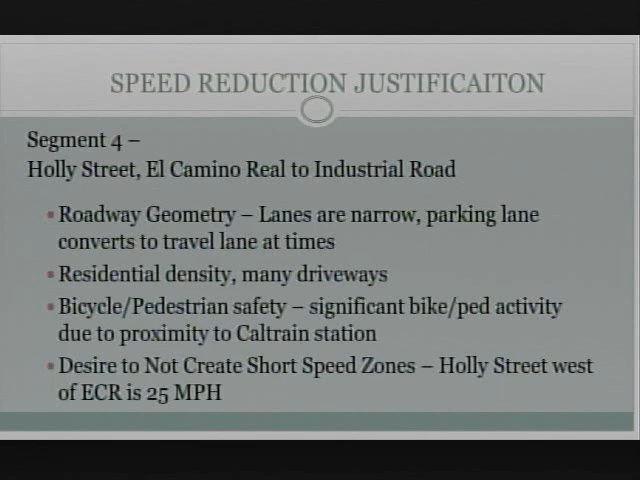 SPEED REDUCTION JUSTIFICAITON
Segment 4 –
Holly Street, El Camino Real to Industrial Road
▪ Roadway Geometry – Lanes are narrow, parking lane
converts to travel lane at times
▪ Residential density, many driveways
▪ Bicycle/Pedestrian safety – significant bike/ped activity
due to proximity to Caltrain station
▪ Desire to Not Create Short Speed Zones – Holly Street west
of ECR is 25 MPH